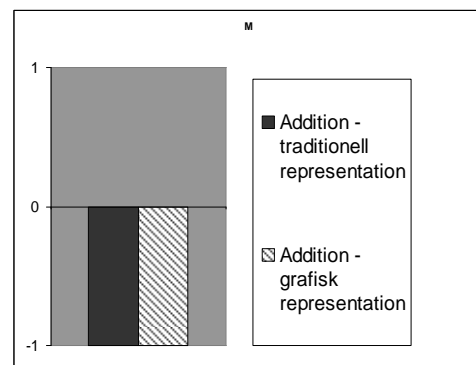 M
1
0
-1
Addition -
traditionell
representation
Addition -
grafisk
representation